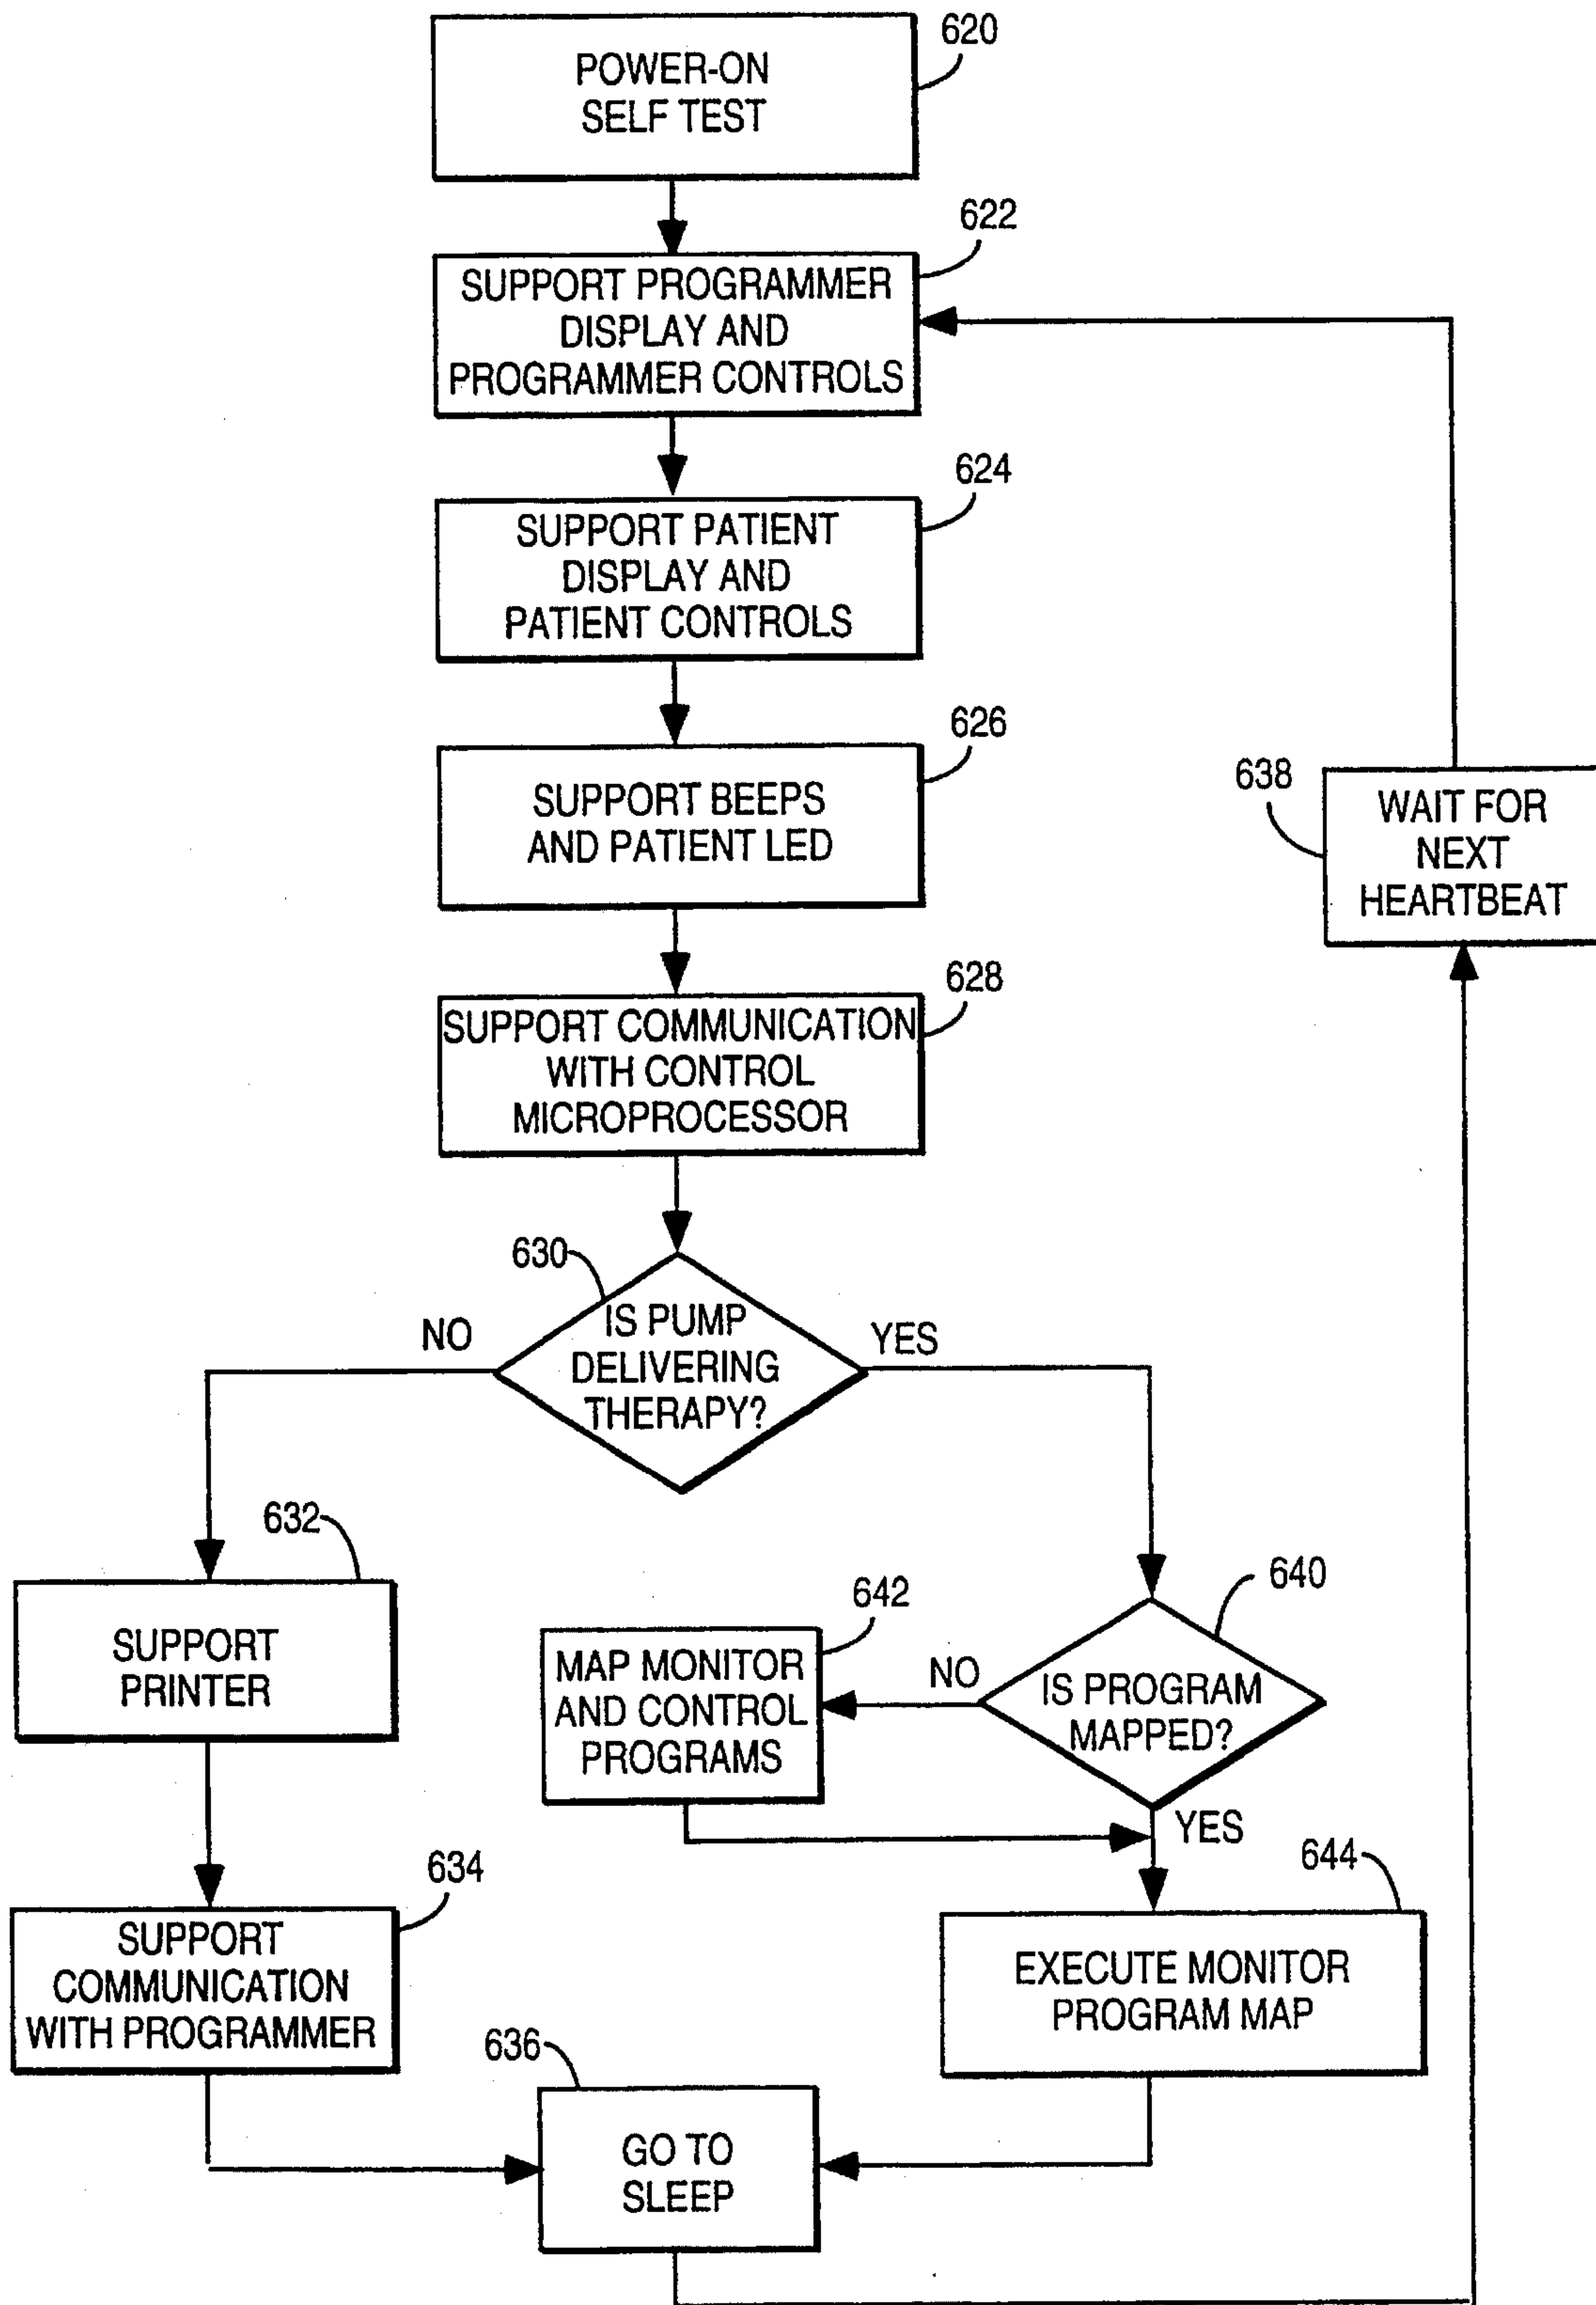 620
POWER-ON
SELF TEST
622
SUPPORT PROGRAMMER
DISPLAY AND
PROGRAMMER CONTROLS
624
SUPPORT PATIENT
DISPLAY AND
PATIENT CONTROLS
626
SUPPORT BEEPS
AND PATIENT LED
638
WAIT FOR
NEXT
HEARTBEAT
628
SUPPORT COMMUNICATION
WITH CONTROL
MICROPROCESSOR
630
IS PUMP
DELIVERING
THERAPY?
NO
YES
632
SUPPORT
PRINTER
640
IS PROGRAM
MAPPED?
NO
YES
642
MAP MONITOR
AND CONTROL
PROGRAMS
634
SUPPORT
COMMUNICATION
WITH PROGRAMMER
644
EXECUTE MONITOR
PROGRAM MAP
636
GO TO
SLEEP